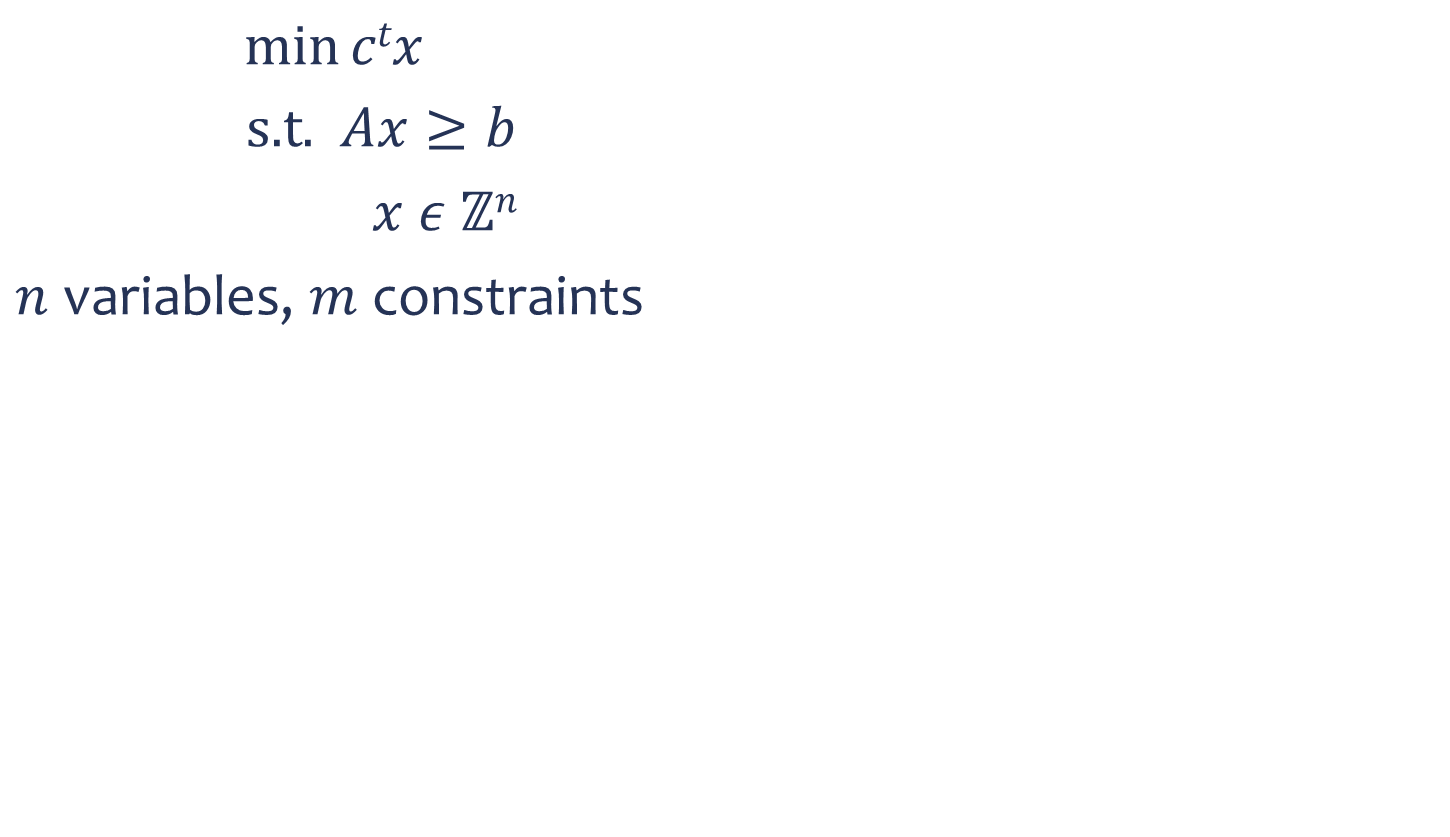 min cᵗx
s.t. Ax ≥ b
x ϵ ℤⁿ
n variables, m constraints